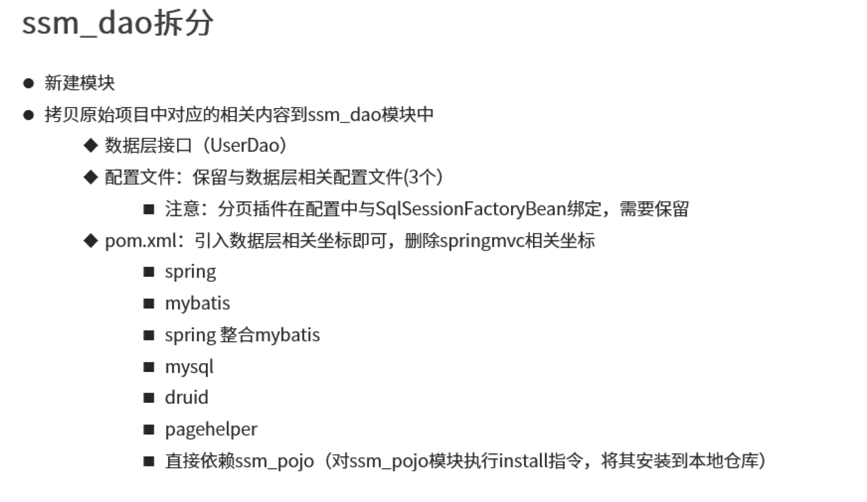 ssm_dao拆分
● 新建模块
● 拷贝原始项目中对应的相关内容到ssm_dao模块中
◆ 数据层接口（UserDao）
◆ 配置文件：保留与数据层相关配置文件(3个）
■ 注意：分页插件在配置中与SqlSessionFactoryBean绑定，需要保留
◆ pom.xml：引入数据层相关坐标即可，删除springmvc相关坐标
■ spring
■ mybatis
■ spring 整合mybatis
■ mysql
■ druid
■ pagehelper
■ 直接依赖ssm_pojo（对ssm_pojo模块执行install指令，将其安装到本地仓库）